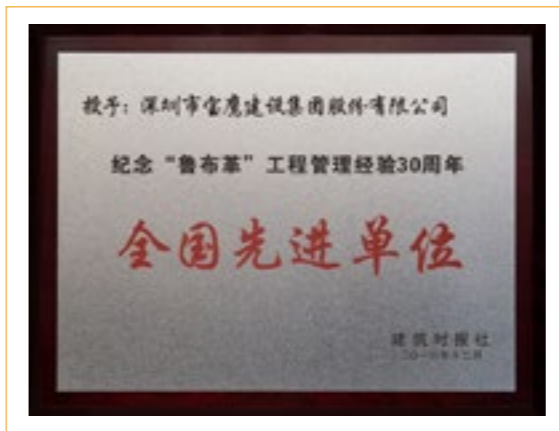 授予：深圳市宝鹰建设集团股份有限公司
纪念“鲁布革”工程管理经验30周年
全国先进单位
建筑时报社